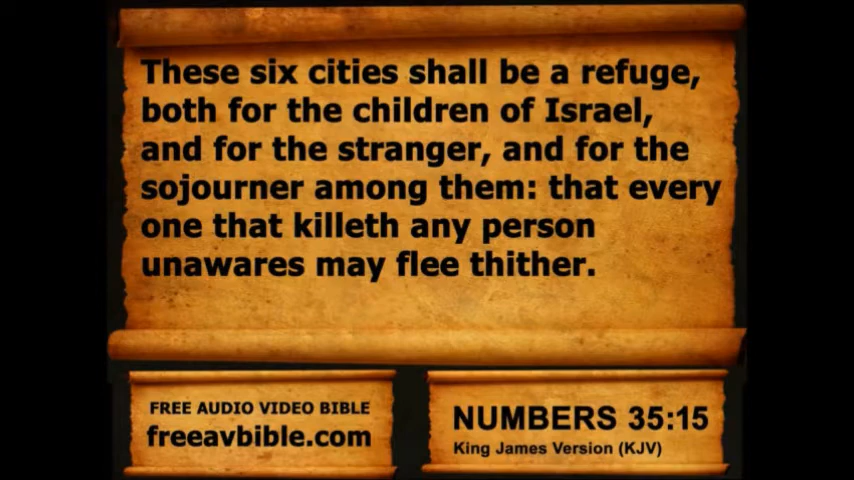 These six cities shall be a refuge,
both for the children of Israel,
and for the stranger, and for the
sojourner among them: that every
one that killeth any person
unawares may flee thither.
FREE AUDIO VIDEO BIBLE
freeavbible.com
NUMBERS 35:15
King James Version (KJV)